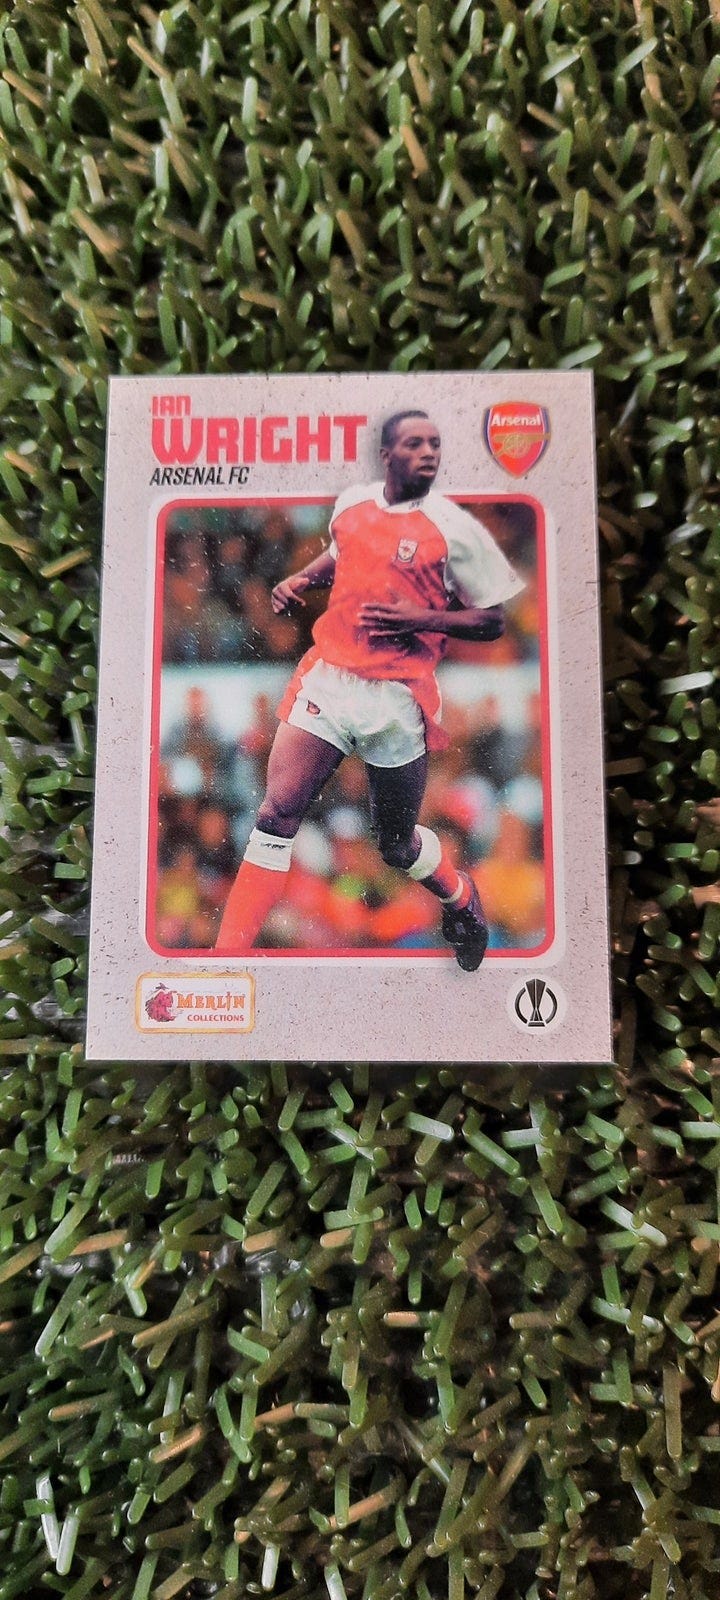 IAN
WRIGHT
ARSENAL FC
Arsenal
MERLIN
COLLECTIONS